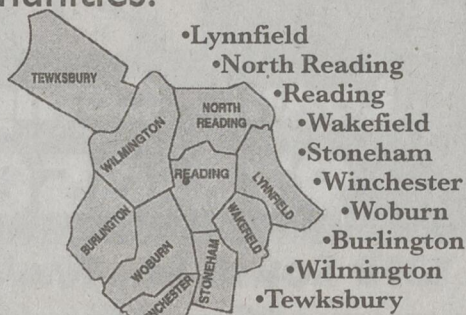 •Lynnfield
•North Reading
•Reading
•Wakefield
•Stoneham
•Winchester
•Woburn
•Burlington
•Wilmington
•Tewksbury
TEWKSBURY
WILMINGTON
NORTH
READING
READING
LYNNFIELD
BURLINGTON
WOBURN
WAKEFIELD
STONEHAM